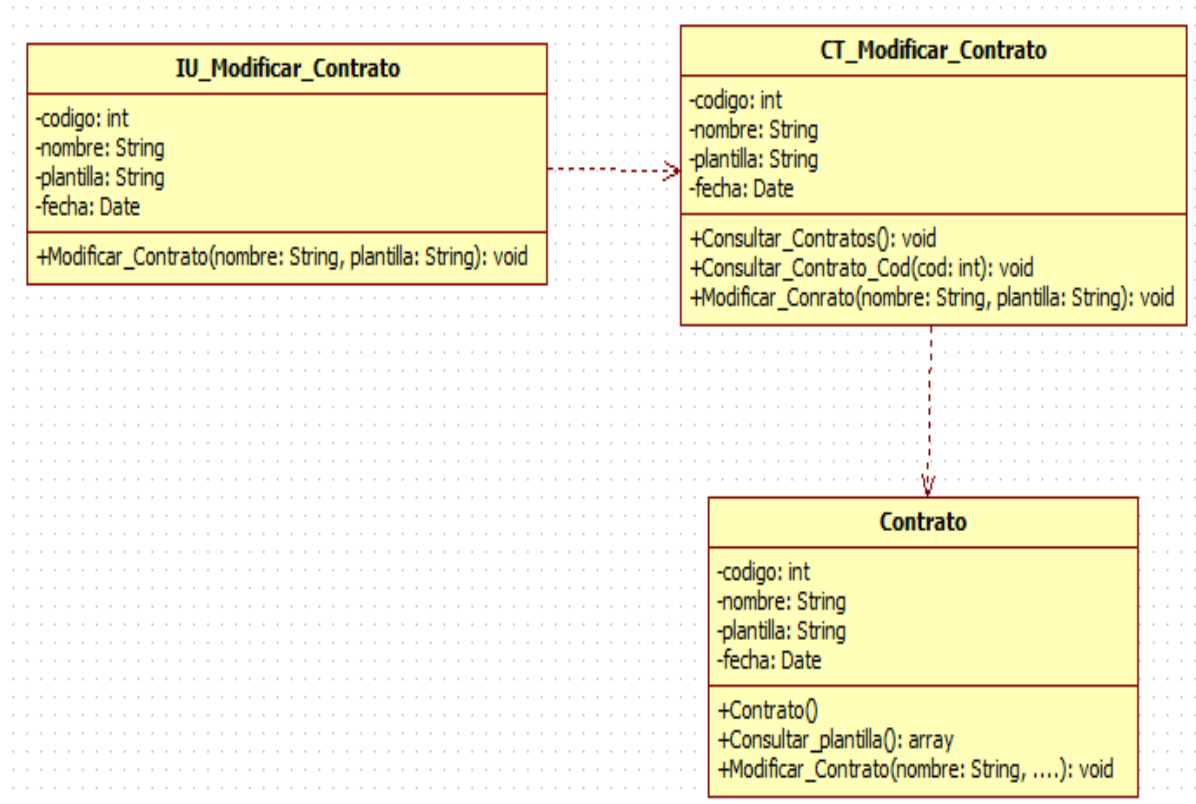 IU_Modificar_Contrato
-codigo: int
-nombre: String
-plantilla: String
-fecha: Date
+Modificar_Contrato(nombre: String, plantilla: String): void
CT_Modificar_Contrato
-codigo: int
-nombre: String
-plantilla: String
-fecha: Date
+Consultar_Contratos(): void
+Consultar_Contrato_Cod(cod: int): void
+Modificar_Conrato(nombre: String, plantilla: String): void
Contrato
-codigo: int
-nombre: String
-plantilla: String
-fecha: Date
+Contrato()
+Consultar_plantilla(): array
+Modificar_Contrato(nombre: String, ....): void